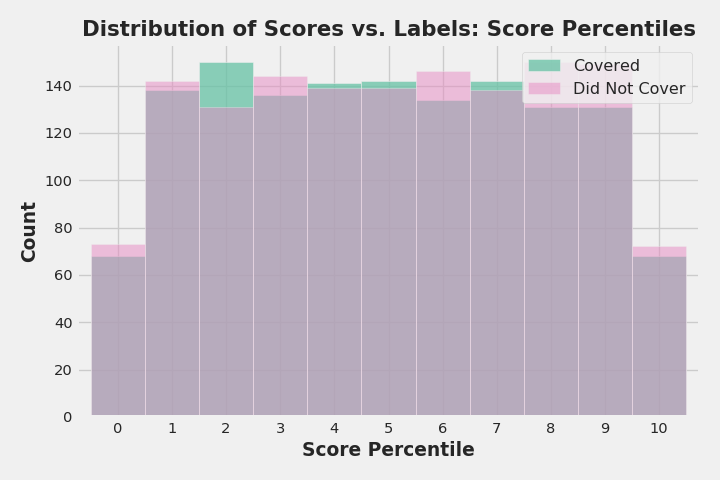 Distribution of Scores vs. Labels: Score Percentiles
Covered
Did Not Cover
140
120
100
80
60
40
20
0
Count
0 1 2 3 4 5 6 7 8 9 10
Score Percentile